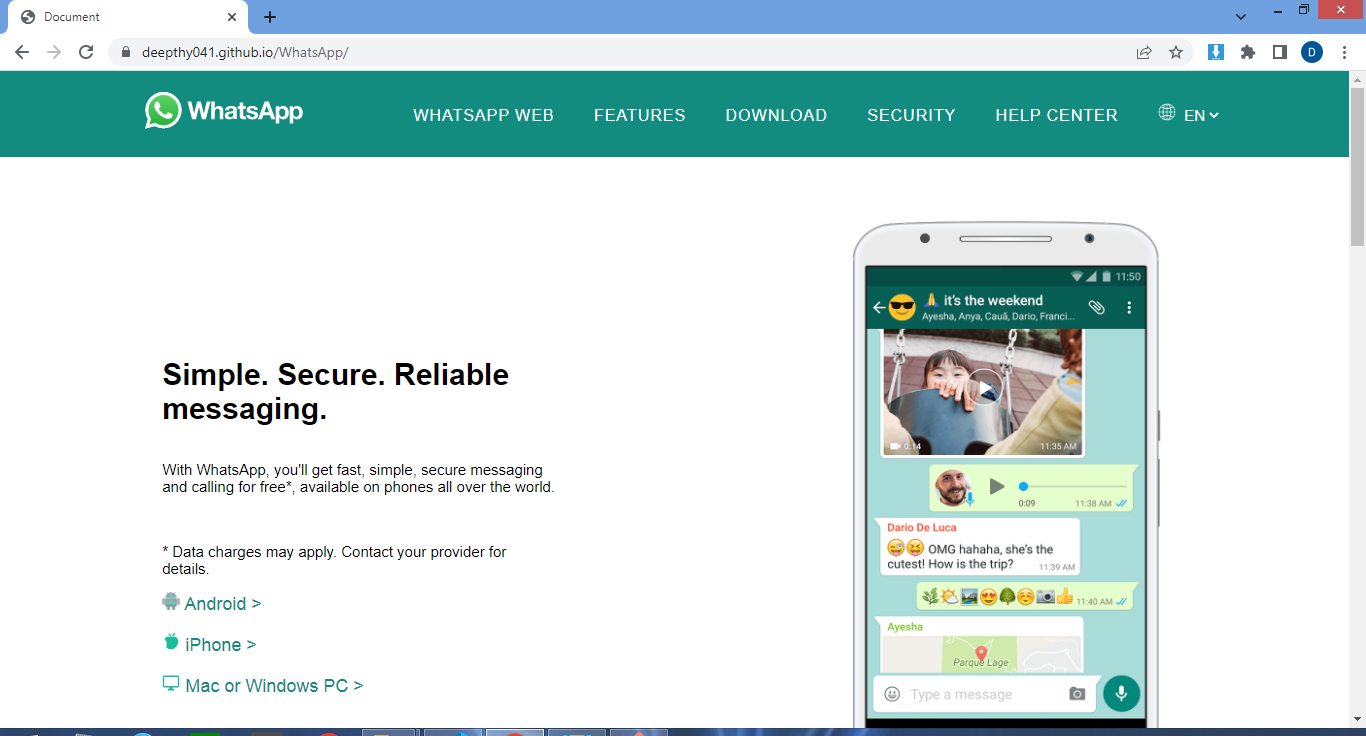 Document
deepthy041.github.io/WhatsApp/
D
WhatsApp
WHATSAPP WEB
FEATURES
DOWNLOAD
SECURITY
HELP CENTER
EN
Simple. Secure. Reliable
messaging.
With WhatsApp, you'll get fast, simple, secure messaging
and calling for free*, available on phones all over the world.
* Data charges may apply. Contact your provider for
details.
Android >
iPhone >
Mac or Windows PC >
11:50
🙏 it's the weekend
Ayesha, Anya, Cauã, Dario, Franci...
0:14
11:35 AM
0:09
11:38 AM
Dario De Luca
😜😝 OMG hahaha, she's the
cutest! How is the trip?
11:39 AM
🌿🌤🏞😍🌳☺️📷👍 11:40 AM
Ayesha
Parque Lage
Type a message